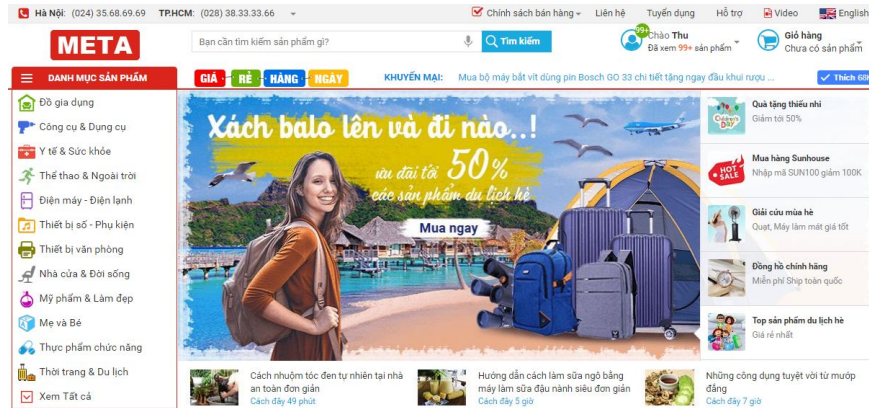 Hà Nội: (024) 35.68.69.69 TP.HCM: (028) 38.33.33.66
Chính sách bán hàng Liên hệ Tuyển dụng Hỗ trợ Video English
META
Bạn cần tìm kiếm sản phẩm gì?
Tìm kiếm
99+
Chào Thu
Đã xem 99+ sản phẩm
Giỏ hàng
Chưa có sản phẩm
DANH MỤC SẢN PHẨM
GIÁ RẺ HÀNG NGÀY
KHUYẾN MẠI: Mua bộ máy bắt vít dùng pin Bosch GO 33 chi tiết tặng ngay đầu khui rượu ...
Thích 68K
Đồ gia dụng
Công cụ & Dụng cụ
Y tế & Sức khỏe
Thể thao & Ngoài trời
Điện máy - Điện lạnh
Thiết bị số - Phụ kiện
Thiết bị văn phòng
Nhà cửa & Đời sống
Mỹ phẩm & Làm đẹp
Mẹ và Bé
Thực phẩm chức năng
Thời trang & Du lịch
Xem Tất cả
Xách balo lên và đi nào..!
ưu đãi tới 50%
các sản phẩm du lịch hè
Mua ngay
Children's
DAY
Quà tặng thiếu nhi
Giảm tới 50%
HOT
SALE
Mua hàng Sunhouse
Nhập mã SUN100 giảm 100K
Giải cứu mùa hè
Quạt, Máy làm mát giá tốt
Đồng hồ chính hãng
Miễn phí Ship toàn quốc
Top sản phẩm du lịch hè
Giá rẻ nhất
Cách nhuộm tóc đen tự nhiên tại nhà
an toàn đơn giản
Cách đây 49 phút
Hướng dẫn cách làm sữa ngô bằng
máy làm sữa đậu nành siêu đơn giản
Cách đây 5 giờ
Những công dụng tuyệt vời từ mướp
đắng
Cách đây 7 giờ